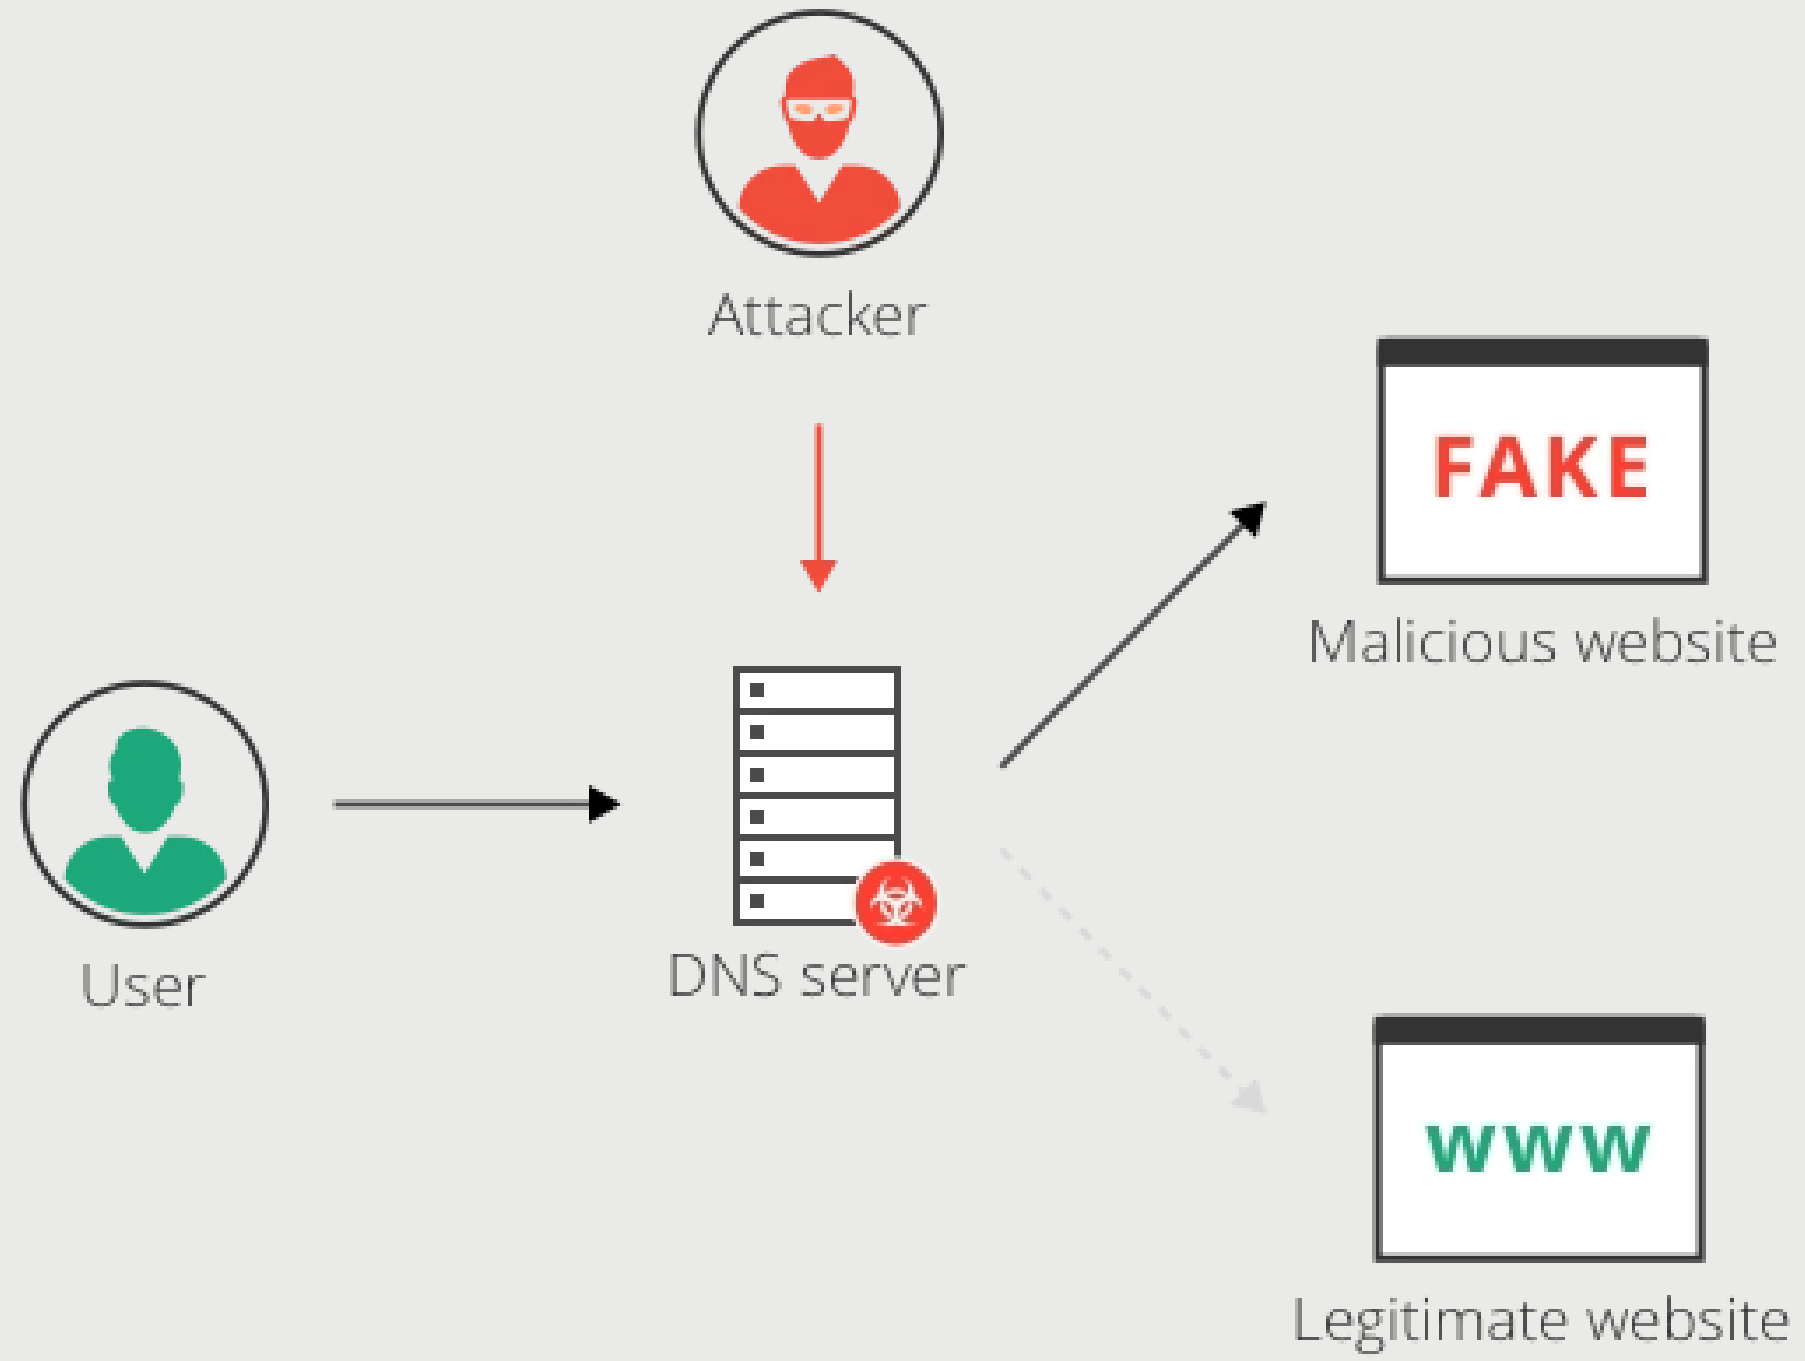 Attacker
FAKE
Malicious website
User
DNS server
www
Legitimate website